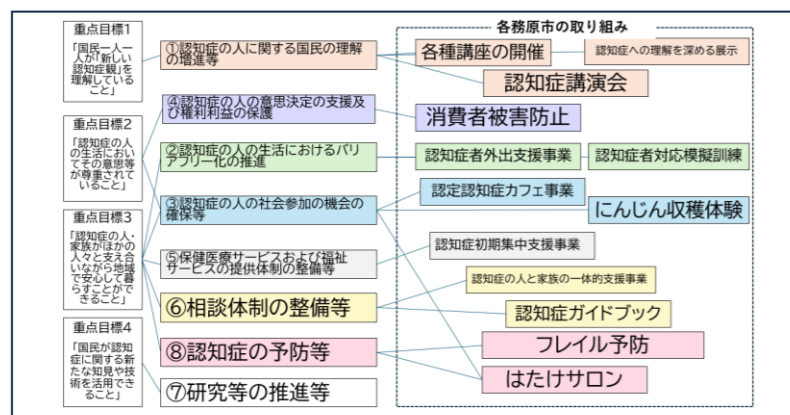 重点目標1
「国民一人一
人が「新しい
認知症観」を
理解している
こと」
重点目標2
「認知症の人
の生活におい
てその意思等
が尊重されて
いること」
重点目標3
「認知症の人・
家族がほかの
人々と支え合
いながら地域
で安心して暮
らすことがで
きること」
重点目標4
「国民が認知
症に関する新
たな知見や技
術を活用でき
ること」
①認知症の人に関する国民の理解
の増進等
④認知症の人の意思決定の支援及
び権利利益の保護
②認知症の人の生活におけるバリ
アフリー化の推進
③認知症の人の社会参加の機会の
確保等
⑤保健医療サービスおよび福祉
サービスの提供体制の整備等
⑥相談体制の整備等
⑧認知症の予防等
⑦研究等の推進等
各務原市の取り組み
各種講座の開催
認知症への理解を深める展示
認知症講演会
消費者被害防止
認知症者外出支援事業
認知症者対応模擬訓練
認定認知症カフェ事業
にんじん収穫体験
認知症初期集中支援事業
認知症の人と家族の一体的支援事業
認知症ガイドブック
フレイル予防
はたけサロン